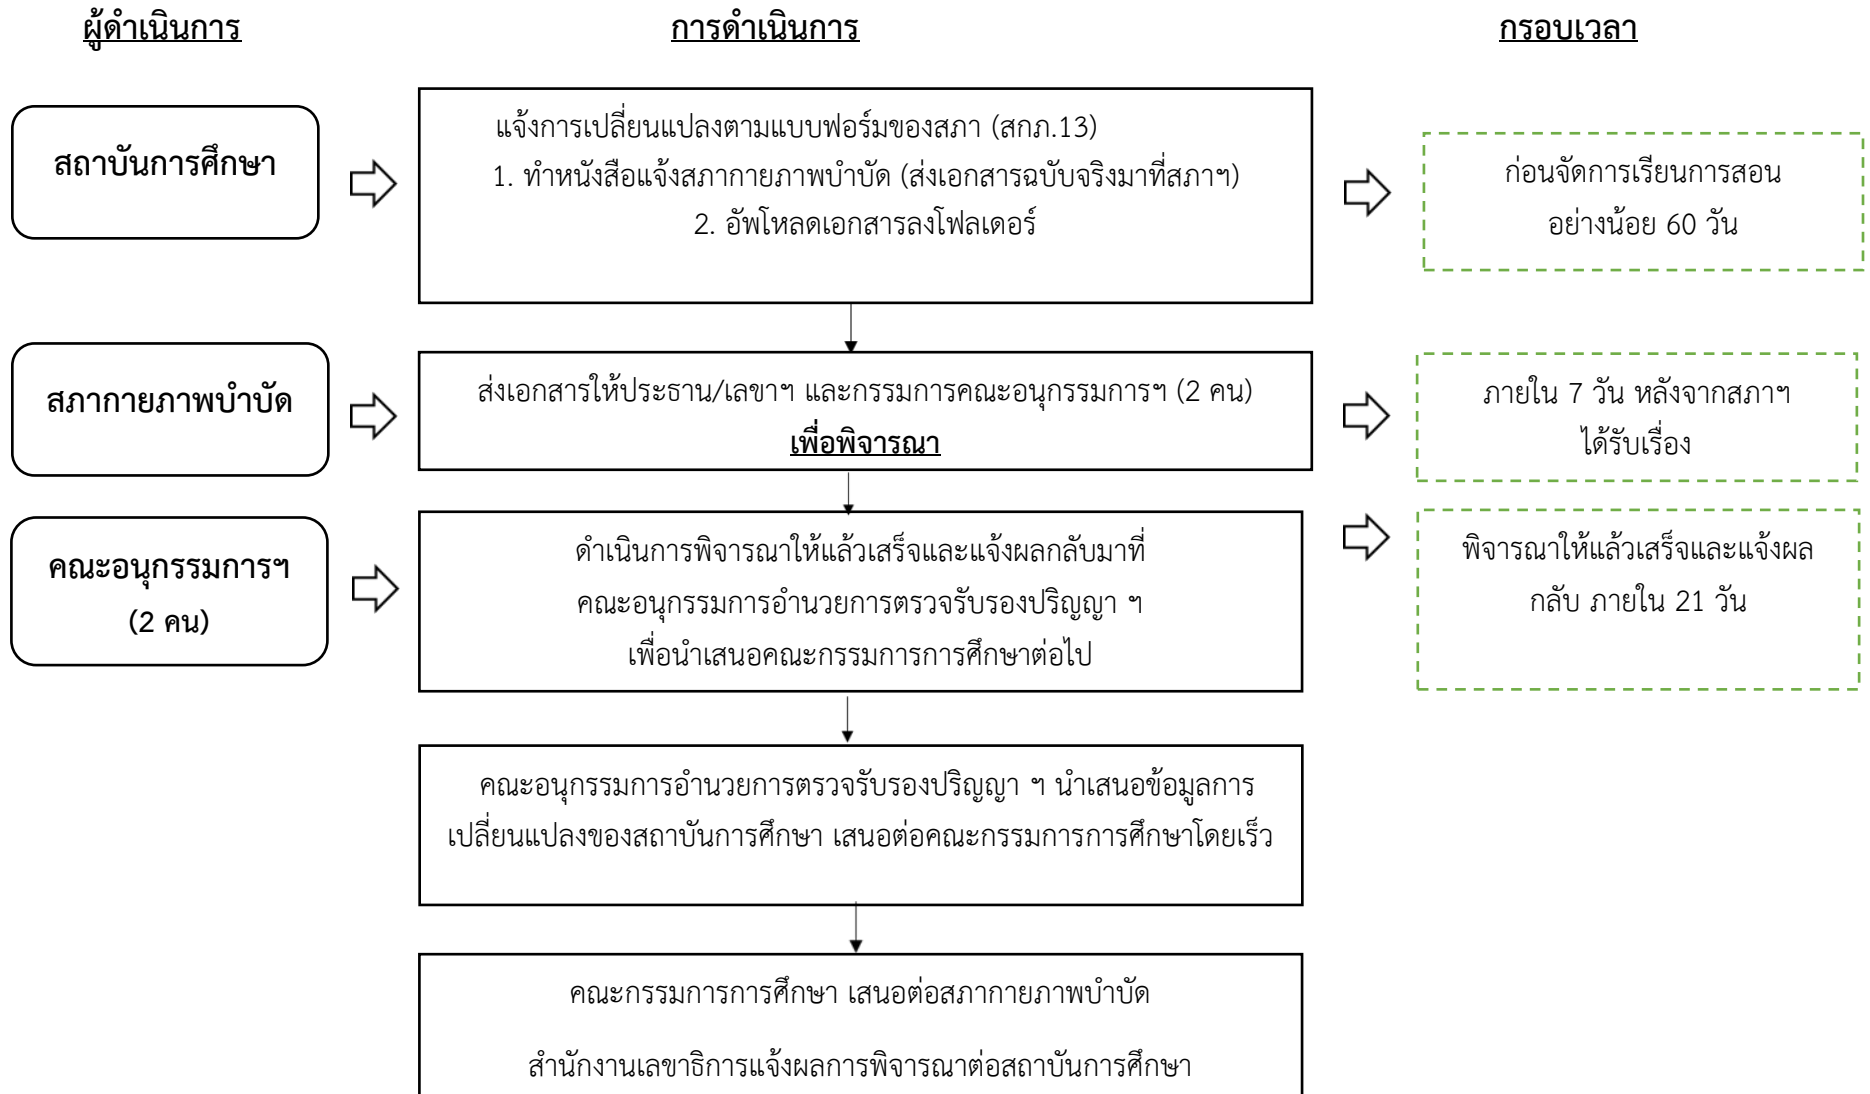 ผู้ดำเนินการ
การดำเนินการ
กรอบเวลา
สถาบันการศึกษา
แจ้งการเปลี่ยนแปลงตามแบบฟอร์มของสภา (สกภ.13)
1. ทำหนังสือแจ้งสภากายภาพบำบัด (ส่งเอกสารฉบับจริงมาที่สภาฯ)
2. อัพโหลดเอกสารลงโฟลเดอร์
ก่อนจัดการเรียนการสอน
อย่างน้อย 60 วัน
สภากายภาพบำบัด
ส่งเอกสารให้ประธาน/เลขาฯ และกรรมการคณะอนุกรรมการฯ (2 คน)
เพื่อพิจารณา
ภายใน 7 วัน หลังจากสภาฯ
ได้รับเรื่อง
คณะอนุกรรมการฯ
(2 คน)
ดำเนินการพิจารณาให้แล้วเสร็จและแจ้งผลกลับมาที่
คณะอนุกรรมการอำนวยการตรวจรับรองปริญญา ฯ
เพื่อนำเสนอคณะกรรมการการศึกษาต่อไป
พิจารณาให้แล้วเสร็จและแจ้งผล
กลับ ภายใน 21 วัน
คณะอนุกรรมการอำนวยการตรวจรับรองปริญญา ฯ นำเสนอข้อมูลการ
เปลี่ยนแปลงของสถาบันการศึกษา เสนอต่อคณะกรรมการการศึกษาโดยเร็ว
คณะกรรมการการศึกษา เสนอต่อสภากายภาพบำบัด
สำนักงานเลขาธิการแจ้งผลการพิจารณาต่อสถาบันการศึกษา